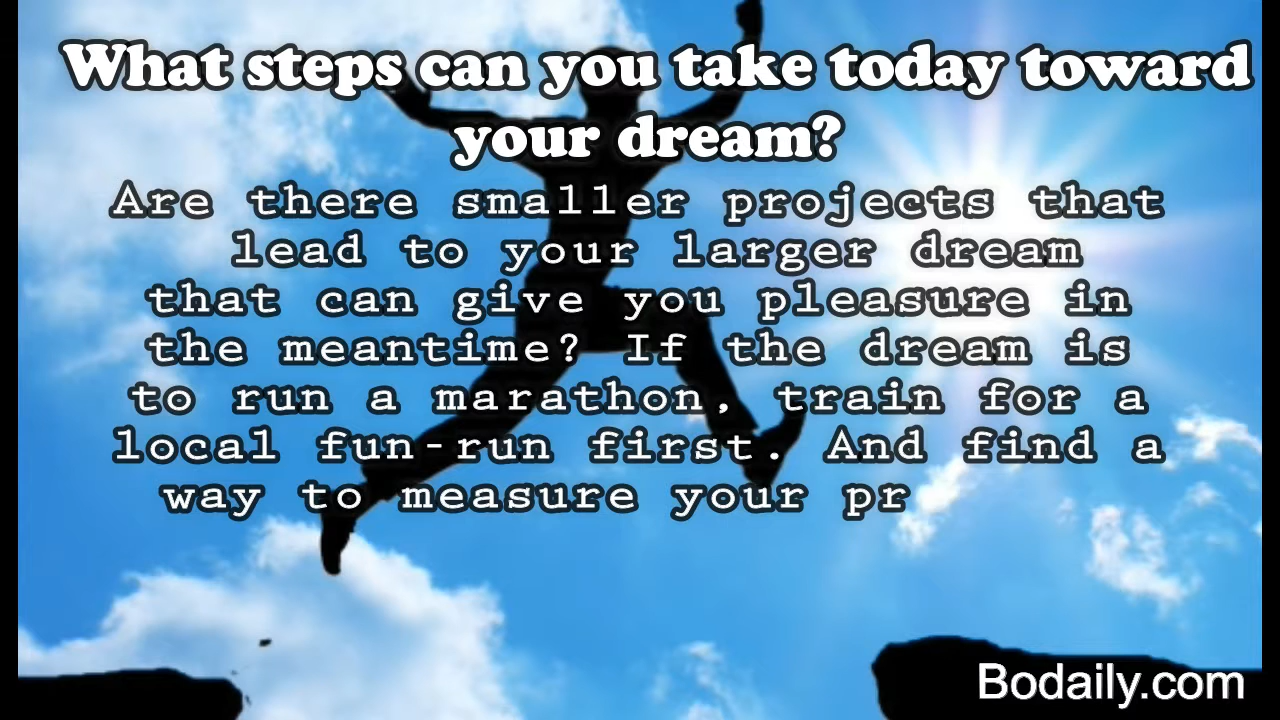 What steps can you take today toward
your dream?
Are there smaller projects that
lead to your larger dream
that can give you pleasure in
the meantime? If the dream is
to run a marathon, train for a
local fun-run first. And find a
way to measure your pr
Bodaily.com